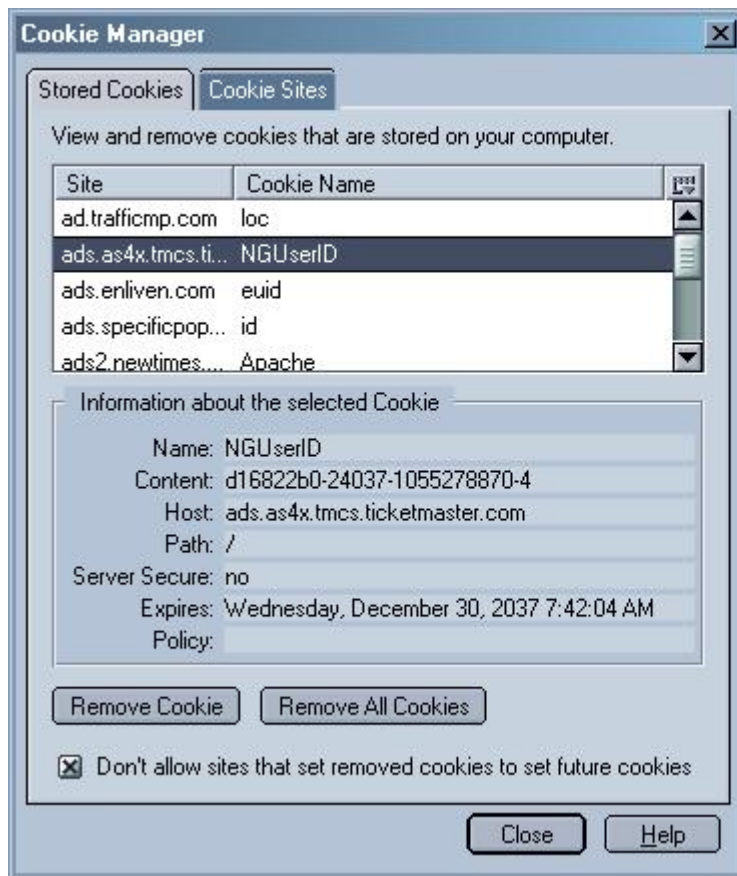 Cookie Manager
Stored Cookies Cookie Sites
View and remove cookies that are stored on your computer.
Site Cookie Name
ad.trafficmp.com loc
ads.as4x.tmcs.ti... NGUserID
ads.enliven.com euid
ads.specificpop... id
ads2.newtimes.... Apache
Information about the selected Cookie
Name: NGUserID
Content: d16822b0-24037-1055278870-4
Host: ads.as4x.tmcs.ticketmaster.com
Path: /
Server Secure: no
Expires: Wednesday, December 30, 2037 7:42:04 AM
Policy:
Remove Cookie Remove All Cookies
Don't allow sites that set removed cookies to set future cookies
Close Help